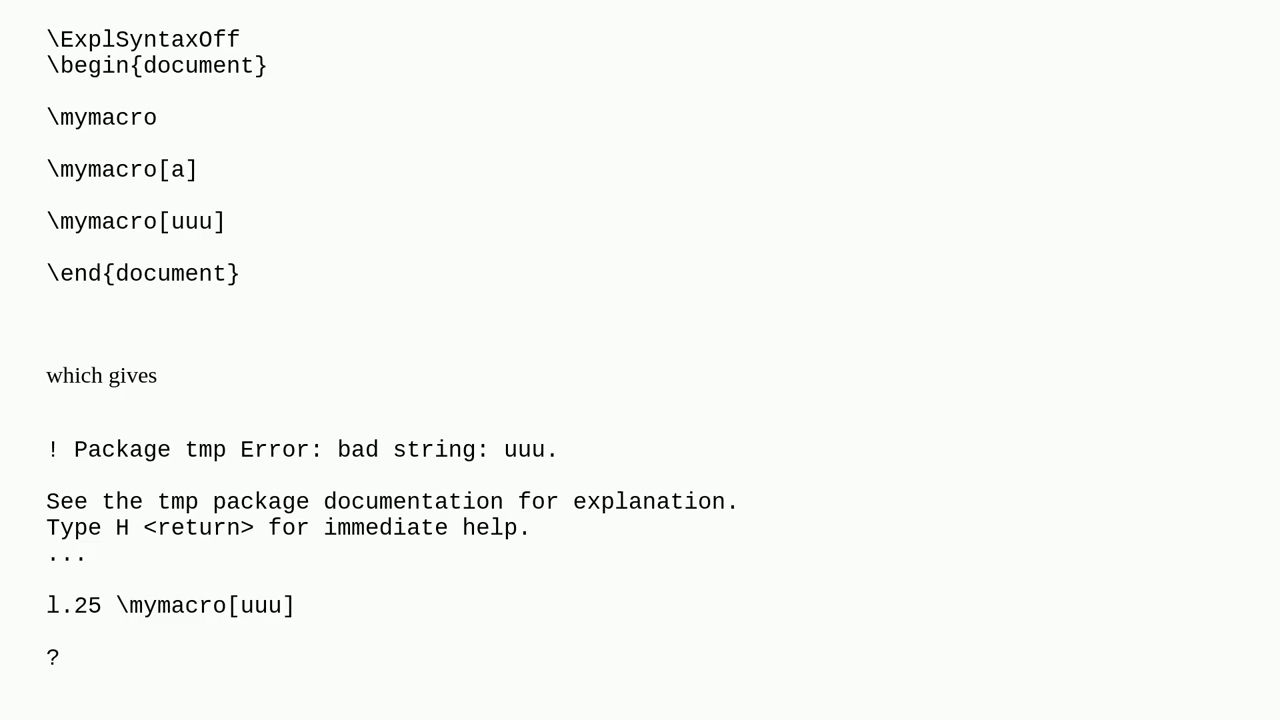 \ExplSyntaxOff
\begin{document}
\mymacro
\mymacro[a]
\mymacro[uuu]
\end{document}
which gives
! Package tmp Error: bad string: uuu.
See the tmp package documentation for explanation.
Type H <return> for immediate help.
...
l.25 \mymacro[uuu]
?